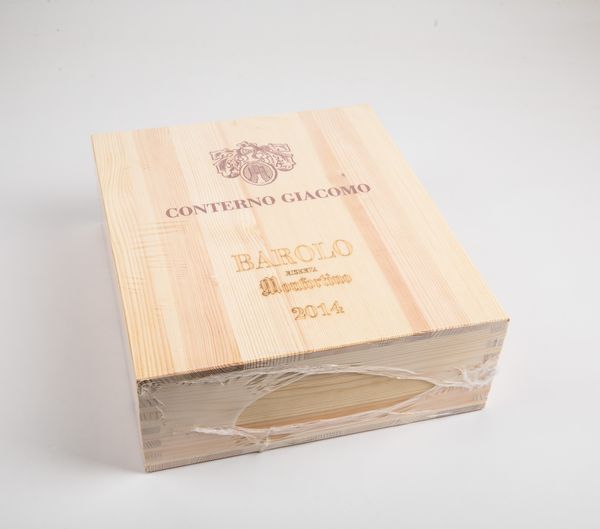 CONTERNO GIACOMO
BAROLO
RISERVA
Monfortino
2014